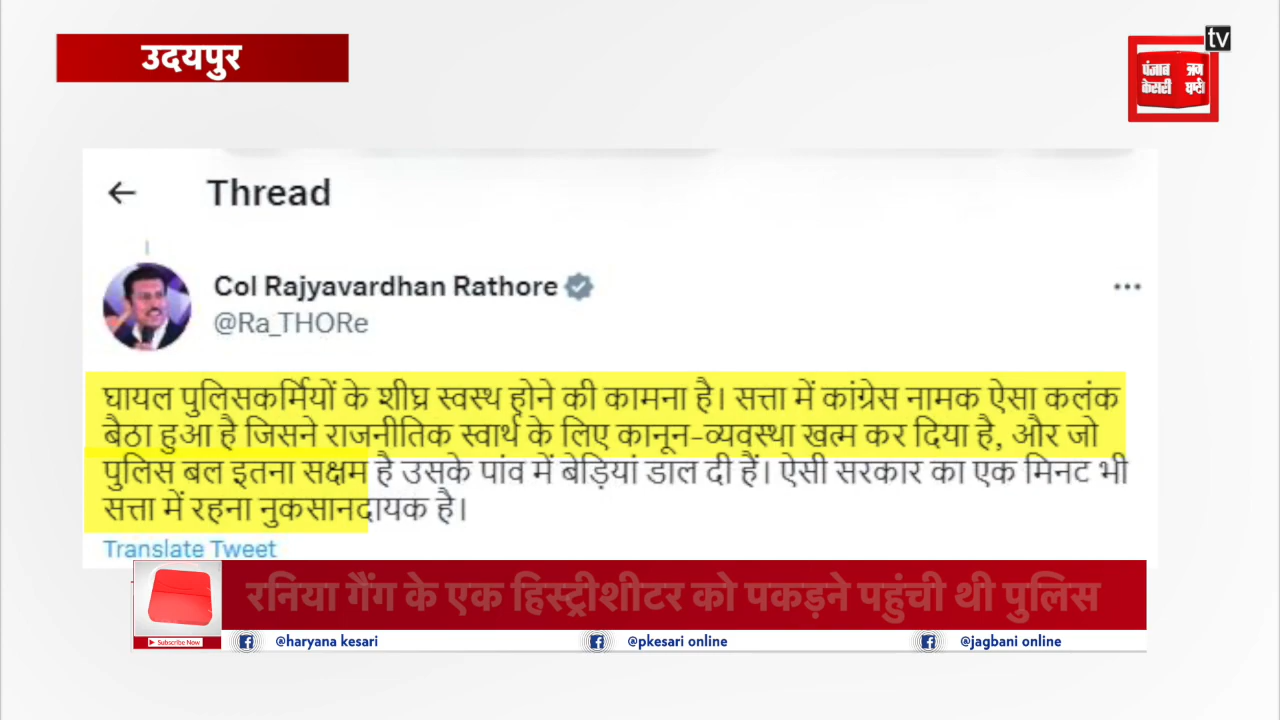 उदयपुर
tv
पंजाब केसरी
जग बाणी
Thread
Col Rajyavardhan Rathore
@Ra_THORe
घायल पुलिसकर्मियों के शीघ्र स्वस्थ होने की कामना है। सत्ता में कांग्रेस नामक ऐसा कलंक
बैठा हुआ है जिसने राजनीतिक स्वार्थ के लिए कानून-व्यवस्था खत्म कर दिया है, और जो
पुलिस बल इतना सक्षम है उसके पांव में बेड़ियां डाल दी हैं। ऐसी सरकार का एक मिनट भी
सत्ता में रहना नुकसानदायक है।
Translate Tweet
रनिया गैंग के एक हिस्ट्रीशीटर को पकड़ने पहुंची थी पुलिस
Subscribe Now
@haryana kesari @pkesari online @jagbani online